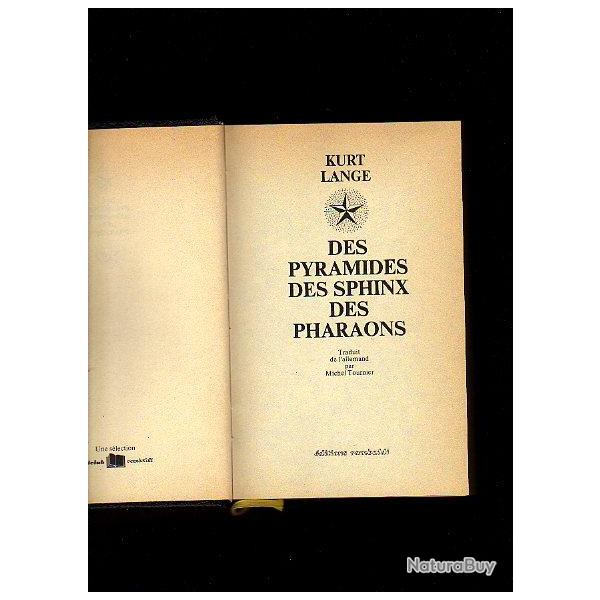 Une sélection
KURT
LANGE
DES
PYRAMIDES
DES SPHINX
DES
PHARAONS
Traduit
de l'allemand
par
Michel Tournier
NaturaBuy